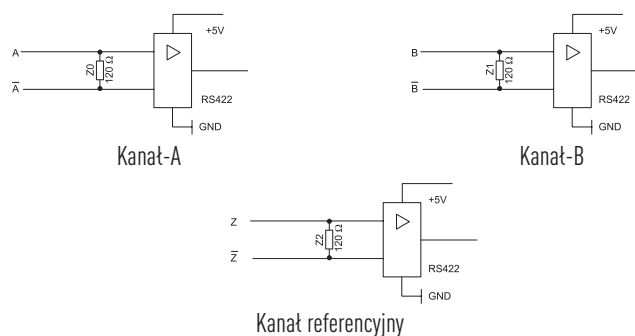 +5V
A
Z0
120 Ω
A̅
RS422
GND
Kanał-A
+5V
B
Z1
120 Ω
B̅
RS422
GND
Kanał-B
+5V
Z
Z2
120 Ω
Z̅
RS422
GND
Kanał referencyjny